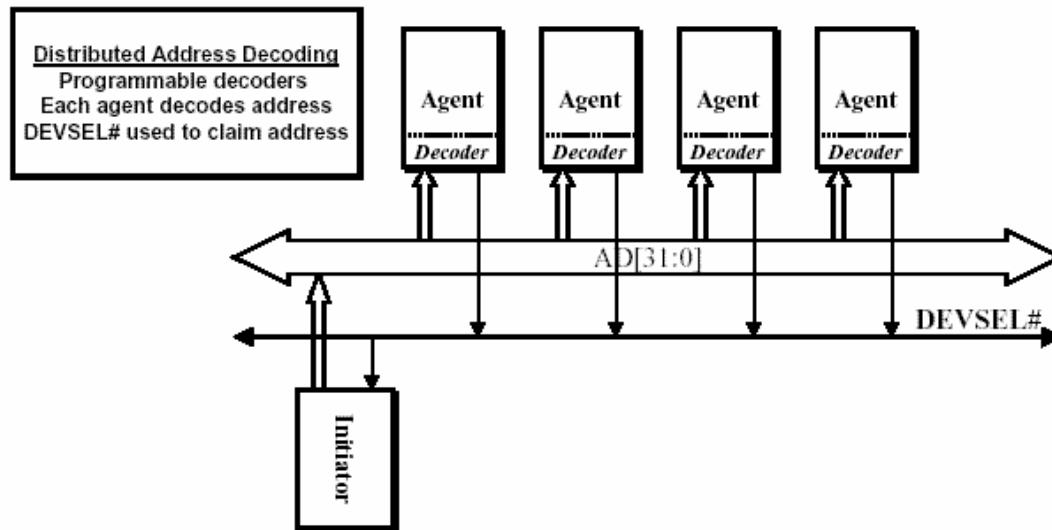 Distributed Address Decoding
Programmable decoders
Each agent decodes address
DEVSEL# used to claim address
Agent
Decoder
Agent
Decoder
Agent
Decoder
Agent
Decoder
AD[31:0]
DEVSEL#
Initiator